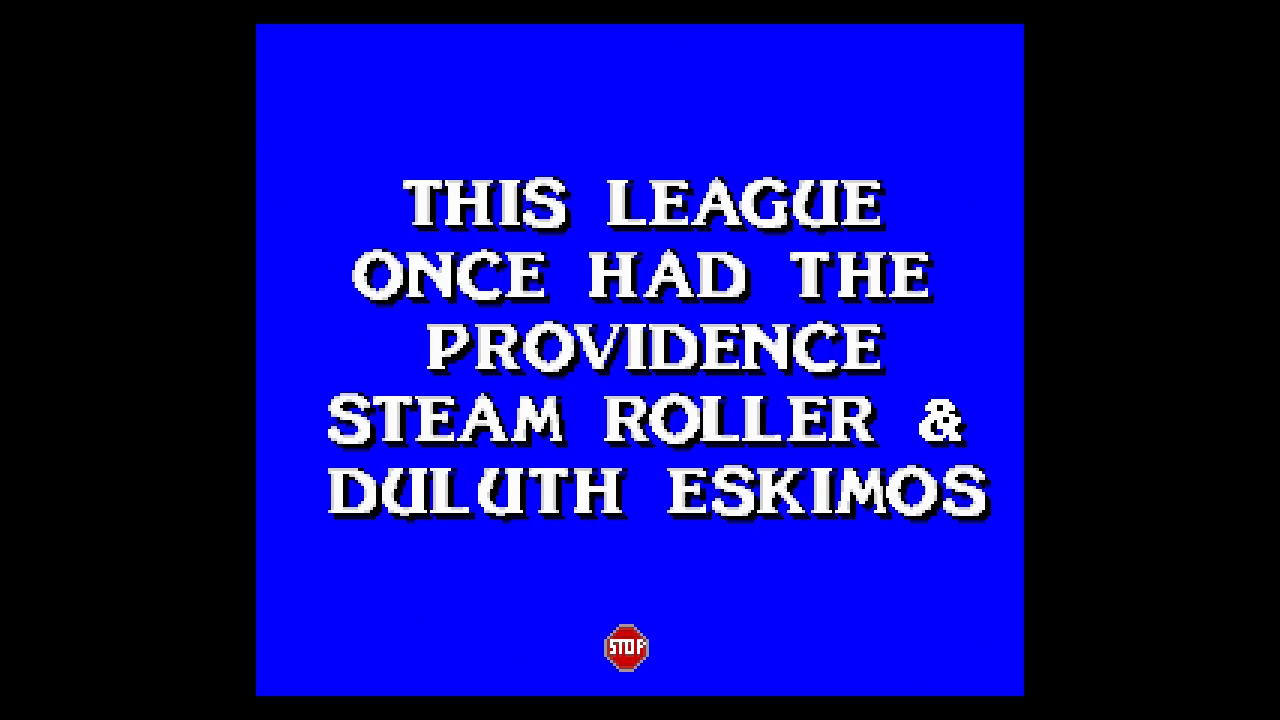 THIS LEAGUE
ONCE HAD THE
PROVIDENCE
STEAM ROLLER &
DULUTH ESKIMOS
STOP